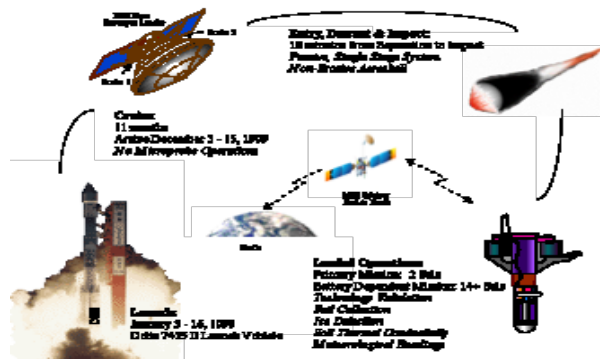 Entry, Descent & Impact:
10 minutes from Separation to Impact
Passive, Single Stage System
Non-Erosive Aeroshell
Cruise:
11 months
Arrive December 3 - 15, 1999
No Microprobe Operations
Earth
Landed Operations
Primary Mission: 2 Sols
Battery Dependent Mission: 14+ Sols
Technology Validation
Soil Collection
Ice Detection
Soil Thermal Conductivity
Meteorological Readings
Launch:
January 3 - 16, 1999
Delta 7425 II Launch Vehicle